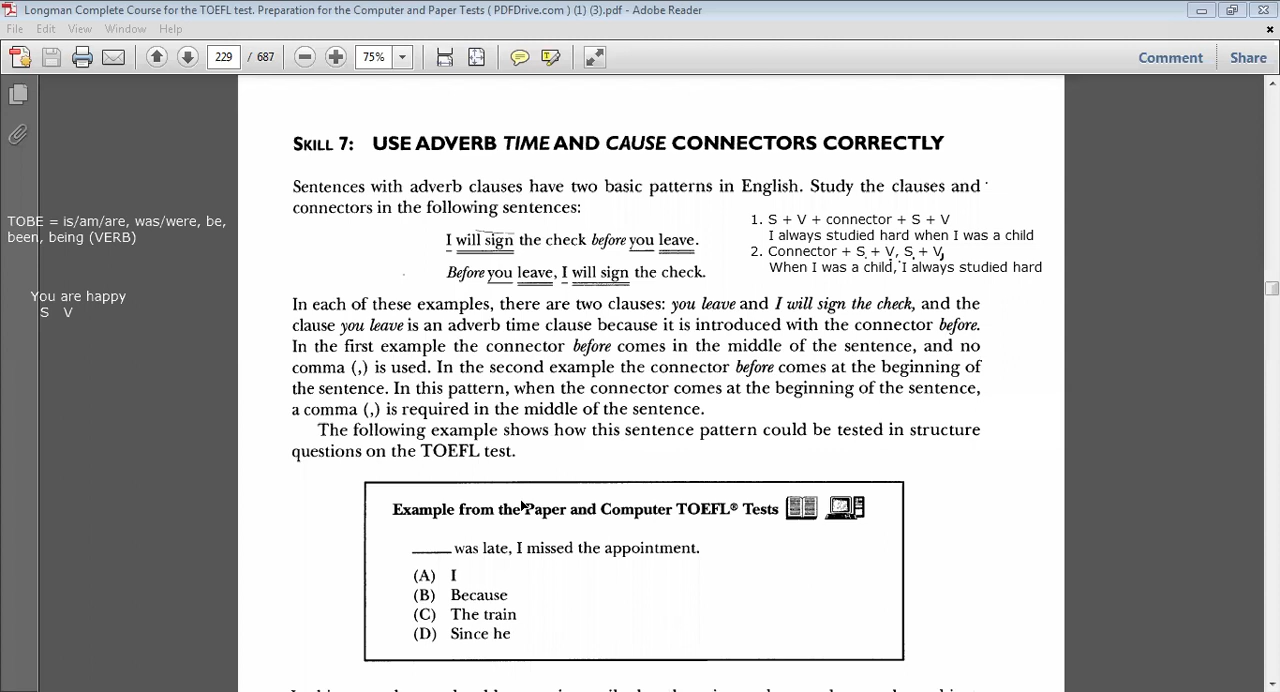 Longman Complete Course for the TOEFL test. Preparation for the Computer and Paper Tests ( PDFDrive.com ) (1) (3).pdf - Adobe Reader
File Edit View Window Help
229 / 687 75% Comment Share
SKILL 7: USE ADVERB TIME AND CAUSE CONNECTORS CORRECTLY
Sentences with adverb clauses have two basic patterns in English. Study the clauses and
connectors in the following sentences:
I will sign the check before you leave.
Before you leave, I will sign the check.
1. S + V + connector + S + V
I always studied hard when I was a child
2. Connector + S + V, S + V
When I was a child, I always studied hard
TOBE = is/am/are, was/were, be,
been, being (VERB)
You are happy
S V
In each of these examples, there are two clauses: you leave and I will sign the check, and the
clause you leave is an adverb time clause because it is introduced with the connector before.
In the first example the connector before comes in the middle of the sentence, and no
comma (,) is used. In the second example the connector before comes at the beginning of
the sentence. In this pattern, when the connector comes at the beginning of the sentence,
a comma (,) is required in the middle of the sentence.
The following example shows how this sentence pattern could be tested in structure
questions on the TOEFL test.
Example from the Paper and Computer TOEFL® Tests
_____ was late, I missed the appointment.
(A) I
(B) Because
(C) The train
(D) Since he